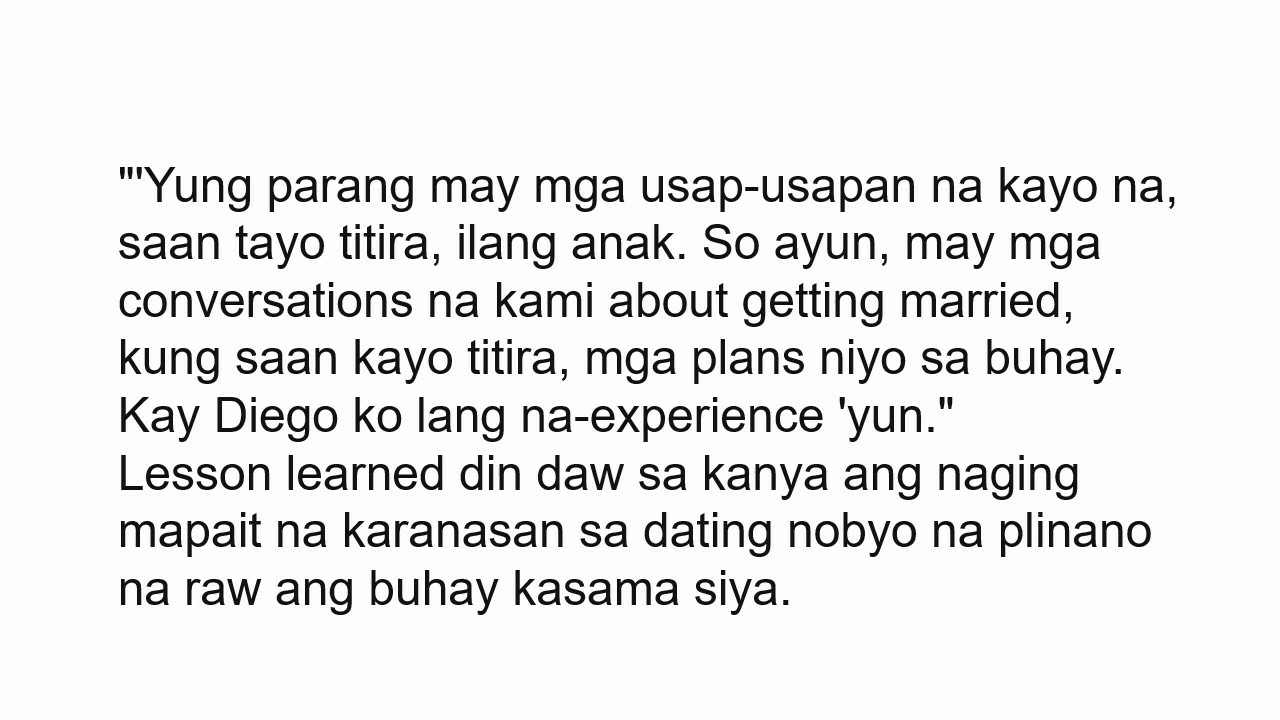 "'Yung parang may mga usap-usapan na kayo na,
saan tayo titira, ilang anak. So ayun, may mga
conversations na kami about getting married,
kung saan kayo titira, mga plans niyo sa buhay.
Kay Diego ko lang na-experience 'yun."
Lesson learned din daw sa kanya ang naging
mapait na karanasan sa dating nobyo na plinano
na raw ang buhay kasama siya.